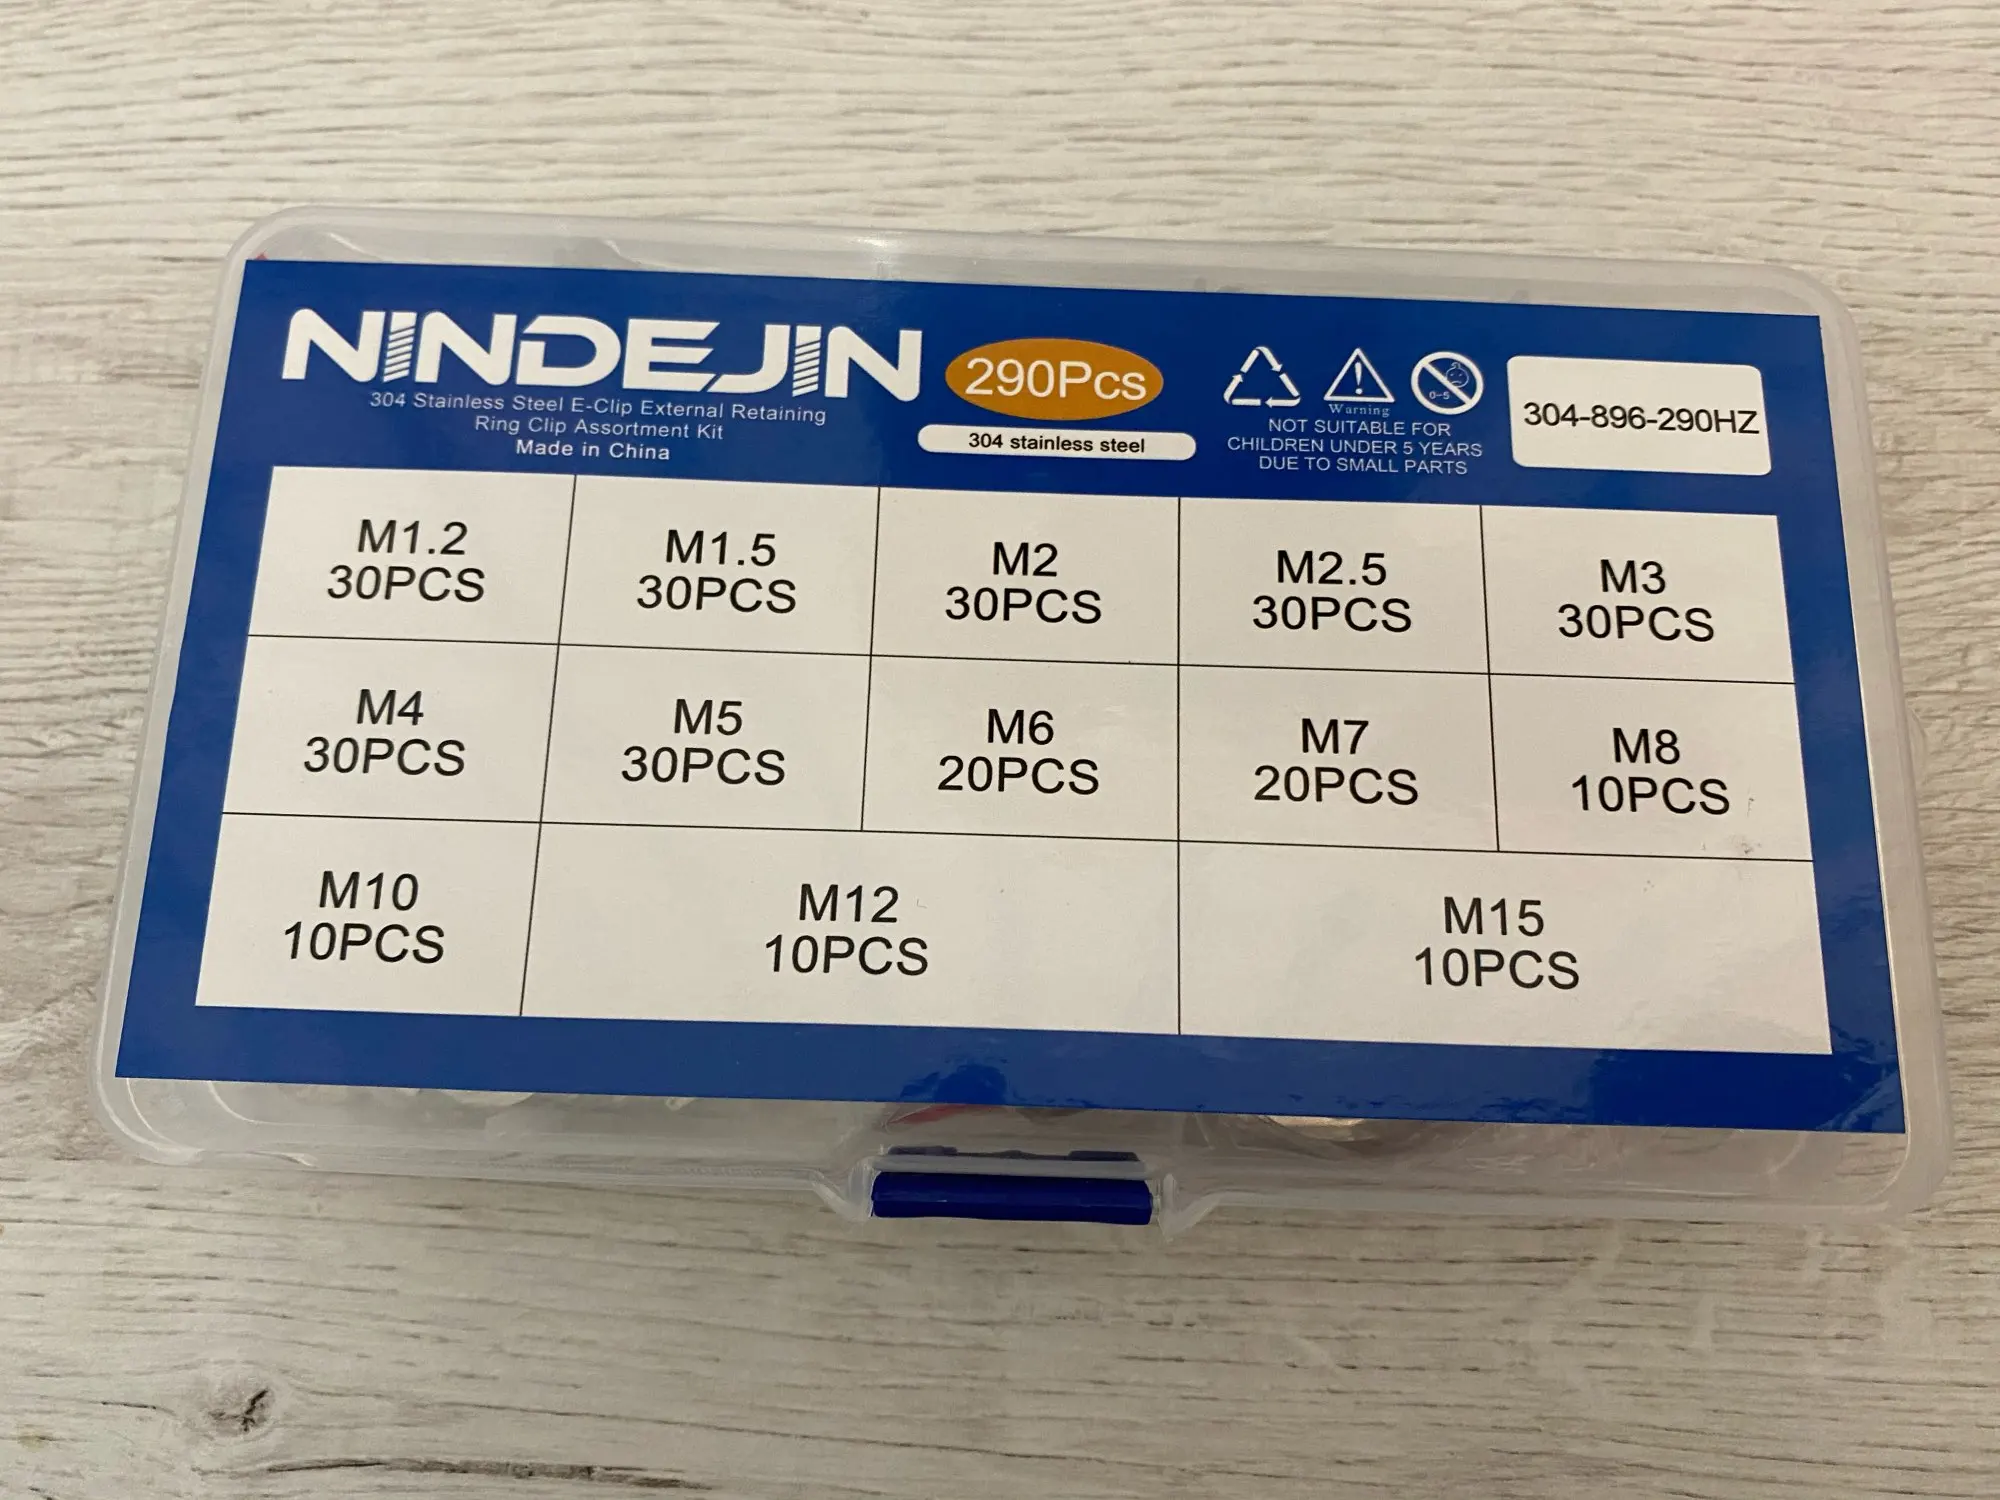 NINDEJIN
304 Stainless Steel E-Clip External Retaining
Ring Clip Assortment Kit
Made in China
290Pcs
304 stainless steel
Warning
0-5
NOT SUITABLE FOR
CHILDREN UNDER 5 YEARS
DUE TO SMALL PARTS
304-896-290HZ
M1.2
30PCS
M1.5
30PCS
M2
30PCS
M2.5
30PCS
M3
30PCS
M4
30PCS
M5
30PCS
M6
20PCS
M7
20PCS
M8
10PCS
M10
10PCS
M12
10PCS
M15
10PCS